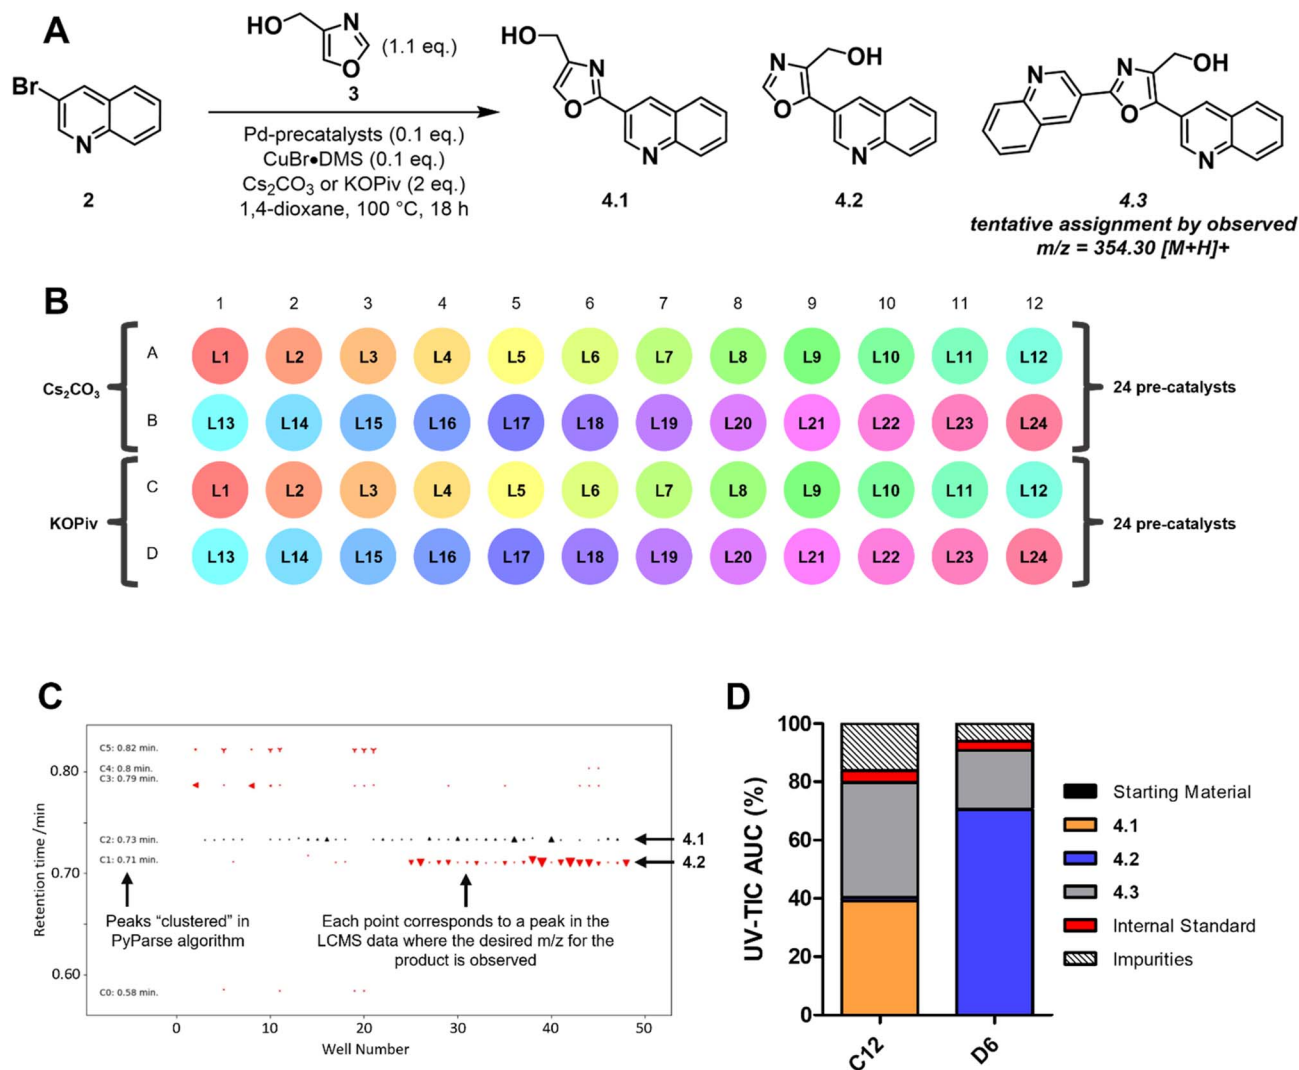 A
HO
N
O
(1.1 eq.)
3
Br
N
2
Pd-precatalysts (0.1 eq.)
CuBr•DMS (0.1 eq.)
Cs₂CO₃ or KOPiv (2 eq.)
1,4-dioxane, 100 °C, 18 h
HO
N
O
N
4.1
N
OH
O
N
4.2
N
N
OH
O
N
4.3
tentative assignment by observed
m/z = 354.30 [M+H]+
B
1 2 3 4 5 6 7 8 9 10 11 12
A L1 L2 L3 L4 L5 L6 L7 L8 L9 L10 L11 L12
Cs₂CO₃
24 pre-catalysts
B L13 L14 L15 L16 L17 L18 L19 L20 L21 L22 L23 L24
C L1 L2 L3 L4 L5 L6 L7 L8 L9 L10 L11 L12
KOPiv
24 pre-catalysts
D L13 L14 L15 L16 L17 L18 L19 L20 L21 L22 L23 L24
C
Retention time /min
0.80
0.70
0.60
C5: 0.82 min.
C4: 0.8 min.
C3: 0.79 min.
C2: 0.73 min.
C1: 0.71 min.
C0: 0.58 min.
4.1
4.2
Peaks “clustered” in
PyParse algorithm
Each point corresponds to a peak in the
LCMS data where the desired m/z for the
product is observed
0 10 20 30 40 50
Well Number
D
UV-TIC AUC (%)
100
80
60
40
20
0
C12
D6
Starting Material
4.1
4.2
4.3
Internal Standard
Impurities